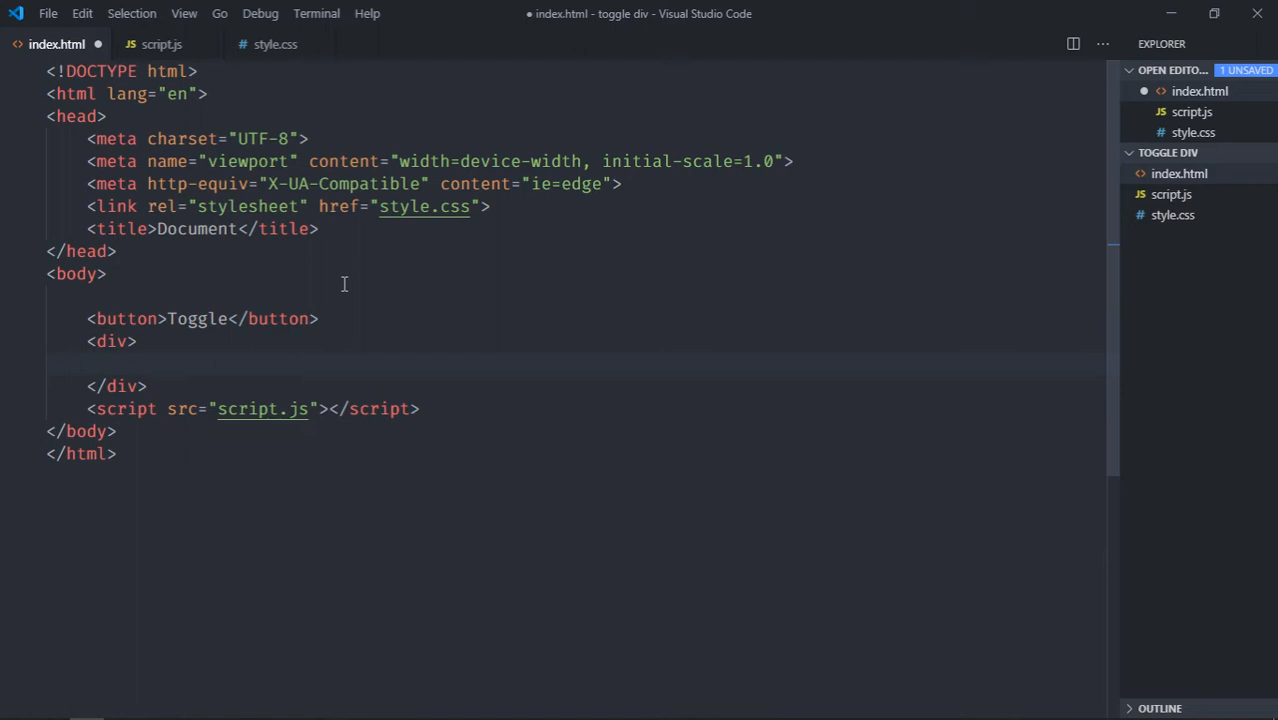 File Edit Selection View Go Debug Terminal Help
● index.html - toggle div - Visual Studio Code
<> index.html ●
JS script.js
# style.css
<!DOCTYPE html>
<html lang="en">
<head>
<meta charset="UTF-8">
<meta name="viewport" content="width=device-width, initial-scale=1.0">
<meta http-equiv="X-UA-Compatible" content="ie=edge">
<link rel="stylesheet" href="style.css">
<title>Document</title>
</head>
<body>
<button>Toggle</button>
<div>
</div>
<script src="script.js"></script>
</body>
</html>
EXPLORER
OPEN EDITO... 1 UNSAVED
● <> index.html
JS script.js
# style.css
TOGGLE DIV
<> index.html
JS script.js
# style.css
OUTLINE